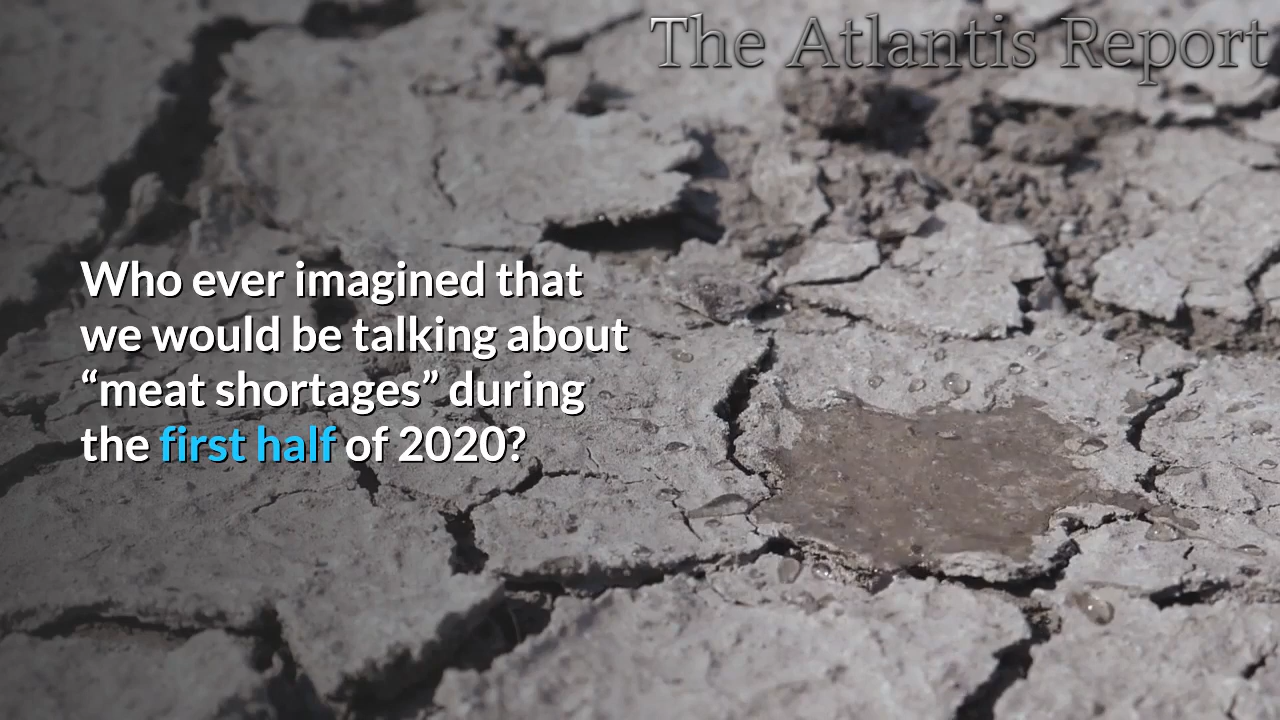 The Atlantis Report
Who ever imagined that
we would be talking about
“meat shortages” during
the first half of 2020?